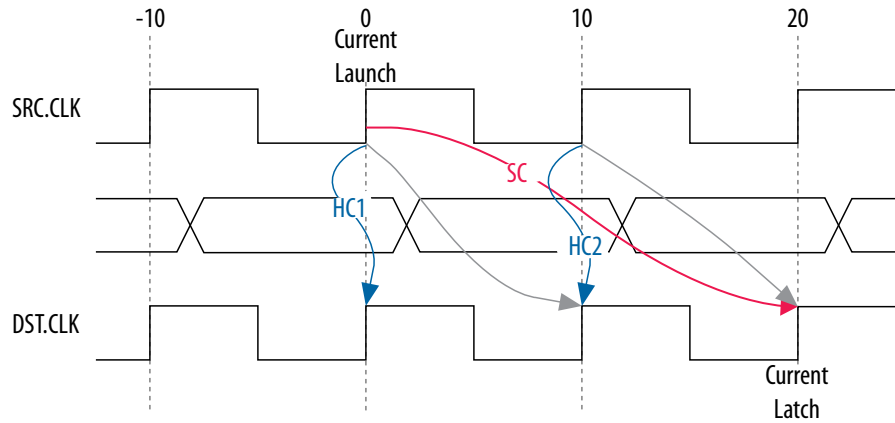 -10 0 10 20
Current
Launch
SRC.CLK
SC
HC1
HC2
DST.CLK
Current
Latch